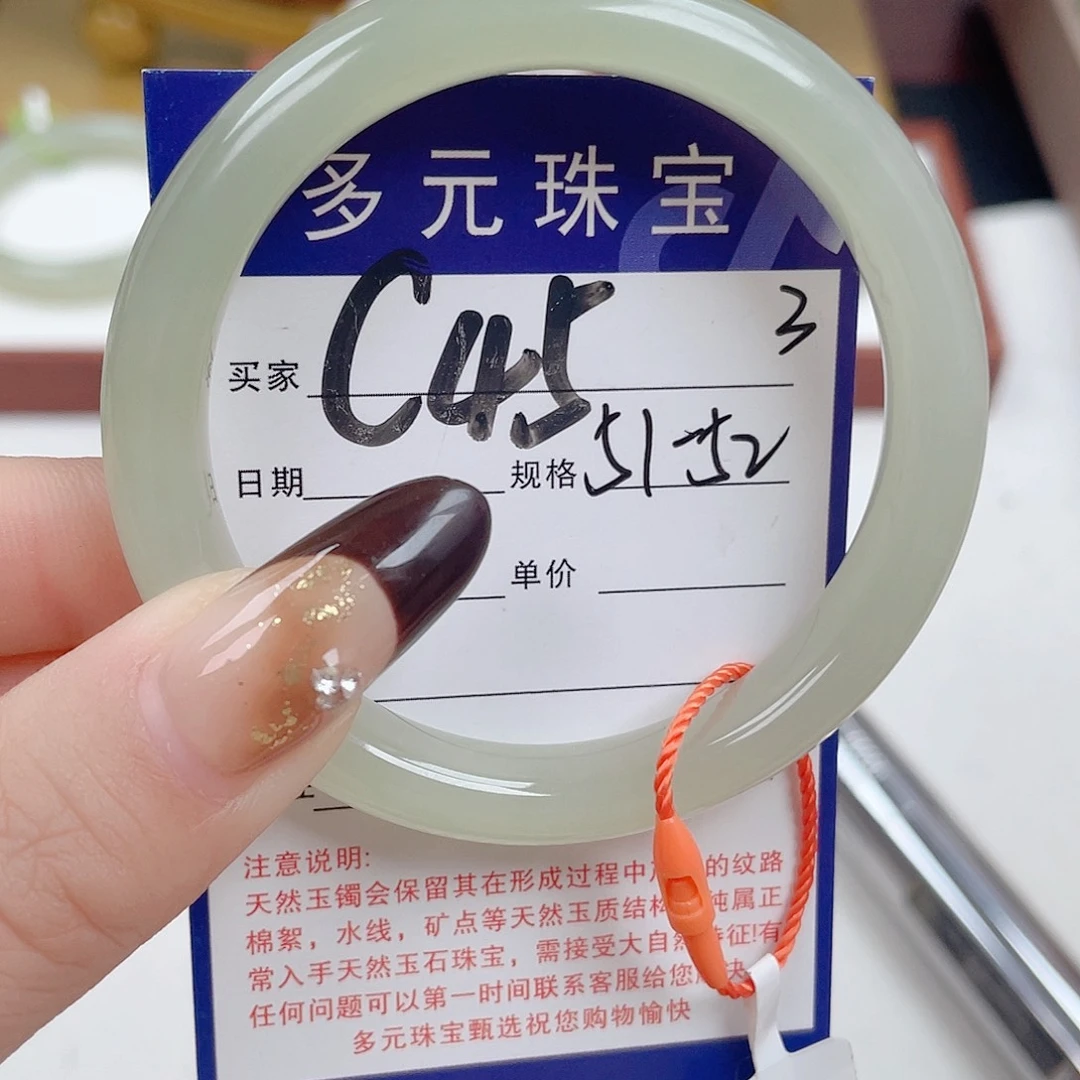 多元珠宝
3
买家 C45
日期 规格 51-52
单价
注意说明:
天然玉镯会保留其在形成过程中 的纹路
棉絮，水线，矿点等天然玉质结构 纯属正
常入手天然玉石珠宝，需接受大自然特征!有
任何问题可以第一时间联系客服给您 决
多元珠宝甄选祝您购物愉快